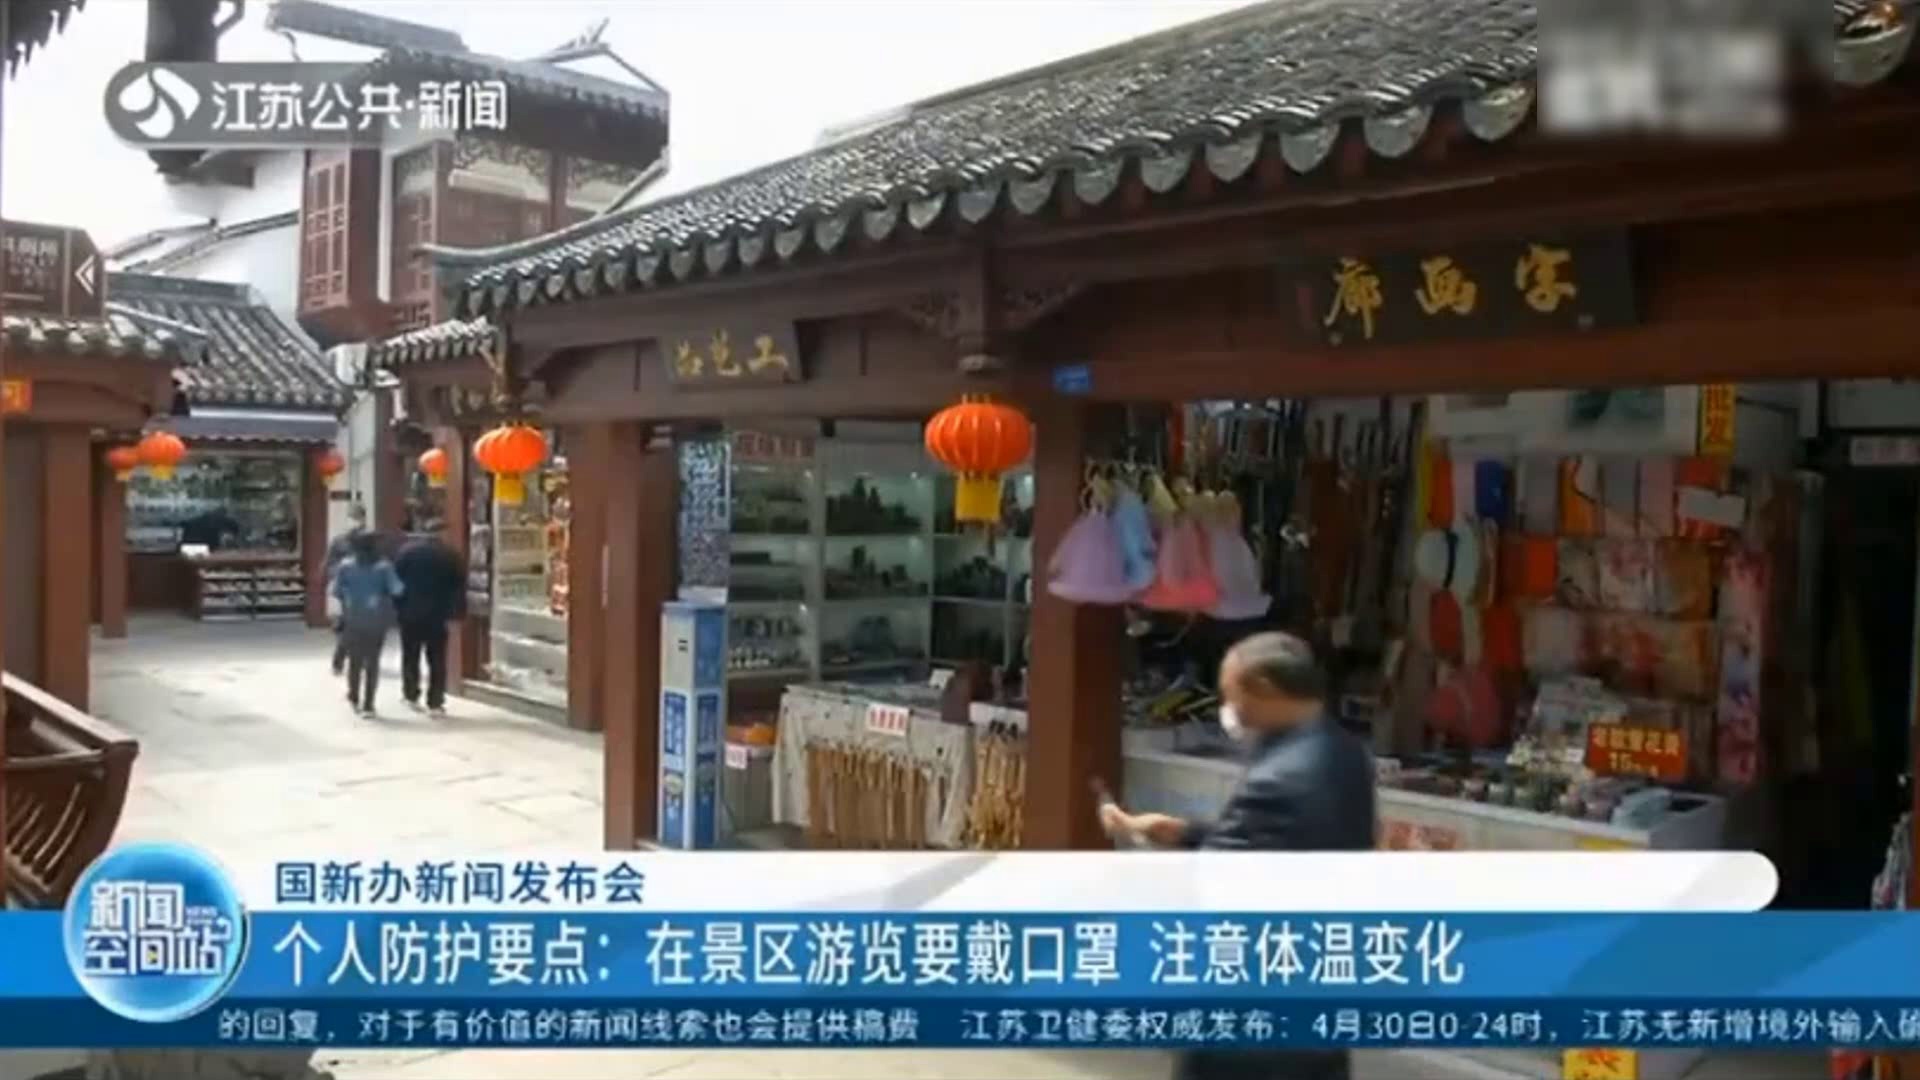 江苏公共·新闻
廊画字
品艺工
批发
15
国新办新闻发布会
新闻空间站
个人防护要点：在景区游览要戴口罩 注意体温变化
的回复，对于有价值的新闻线索也会提供稿费 江苏卫健委权威发布：4月30日0-24时，江苏无新增境外输入确